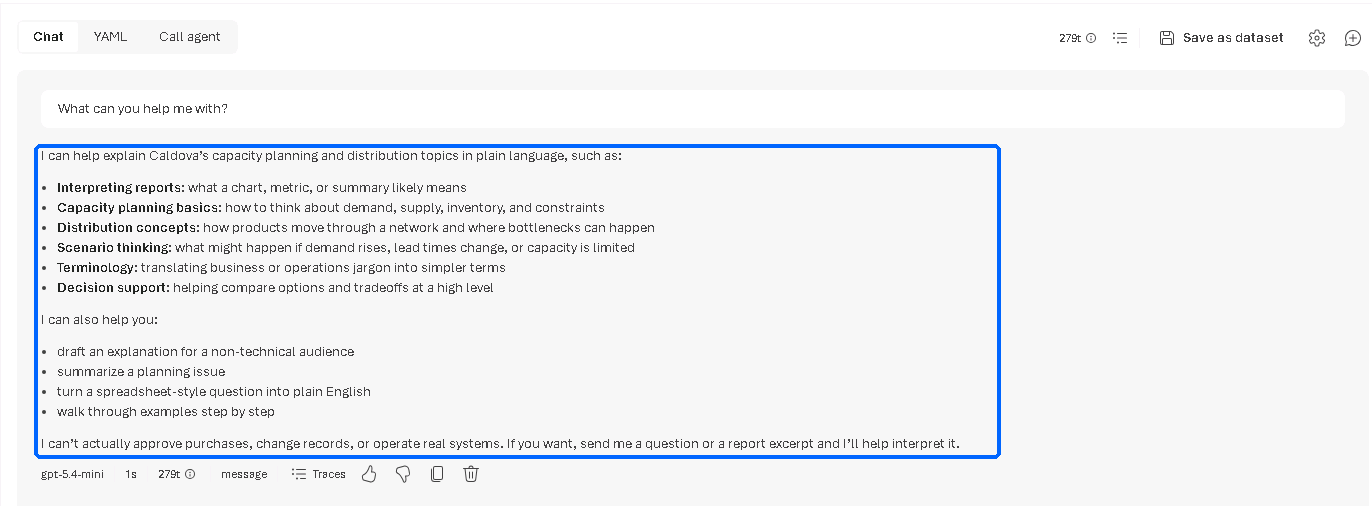 Chat YAML Call agent 279t Save as dataset
What can you help me with?
I can help explain Caldova's capacity planning and distribution topics in plain language, such as:
• Interpreting reports: what a chart, metric, or summary likely means
• Capacity planning basics: how to think about demand, supply, inventory, and constraints
• Distribution concepts: how products move through a network and where bottlenecks can happen
• Scenario thinking: what might happen if demand rises, lead times change, or capacity is limited
• Terminology: translating business or operations jargon into simpler terms
• Decision support: helping compare options and tradeoffs at a high level
I can also help you:
• draft an explanation for a non-technical audience
• summarize a planning issue
• turn a spreadsheet-style question into plain English
• walk through examples step by step
I can't actually approve purchases, change records, or operate real systems. If you want, send me a question or a report excerpt and I'll help interpret it.
gpt-5.4-mini 1s 279t message Traces